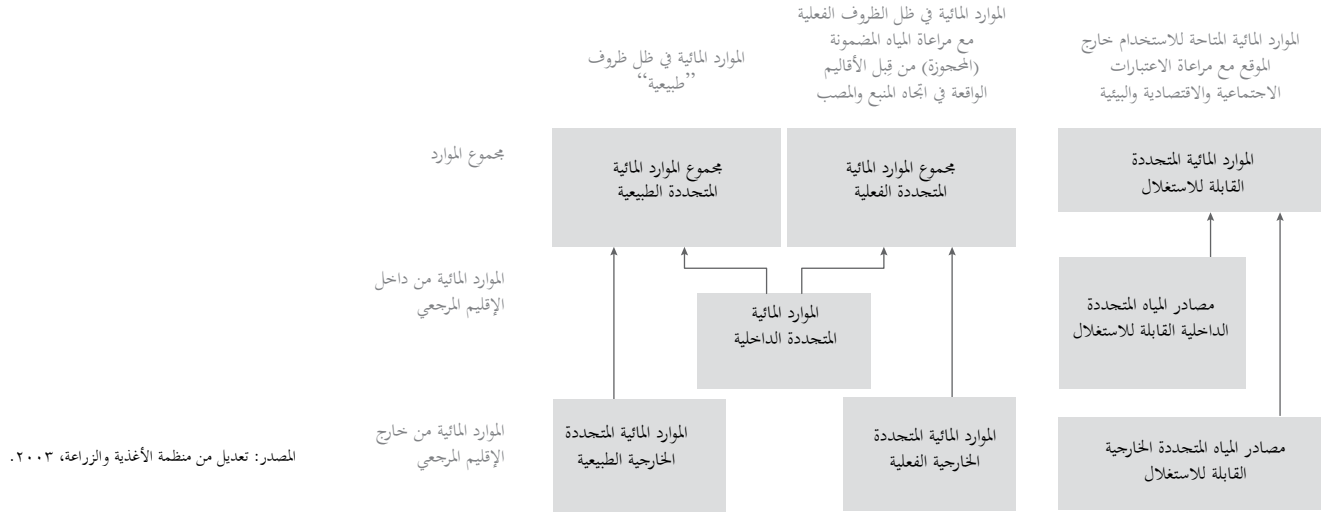 الموارد المائية المتاحة للاستخدام خارج
الموقع مع مراعاة الاعتبارات
الاجتماعية والاقتصادية والبيئية
الموارد المائية في ظل الظروف الفعلية
مع مراعاة المياه المضمونة
(المحجوزة) من قِبل الأقاليم
الواقعة في اتجاه المنبع والمصب
الموارد المائية في ظل ظروف
’’طبيعية‘‘
الموارد المائية المتجددة
القابلة للاستغلال
مجموع الموارد المائية
المتجددة الفعلية
مجموع الموارد المائية
المتجددة الطبيعية
مجموع الموارد
مصادر المياه المتجددة
الداخلية القابلة للاستغلال
الموارد المائية
المتجددة الداخلية
الموارد المائية من داخل
الإقليم المرجعي
مصادر المياه المتجددة الخارجية
القابلة للاستغلال
الموارد المائية المتجددة
الخارجية الفعلية
الموارد المائية المتجددة
الخارجية الطبيعية
الموارد المائية من خارج
الإقليم المرجعي
المصدر: تعديل من منظمة الأغذية والزراعة، ٢٠٠٣.